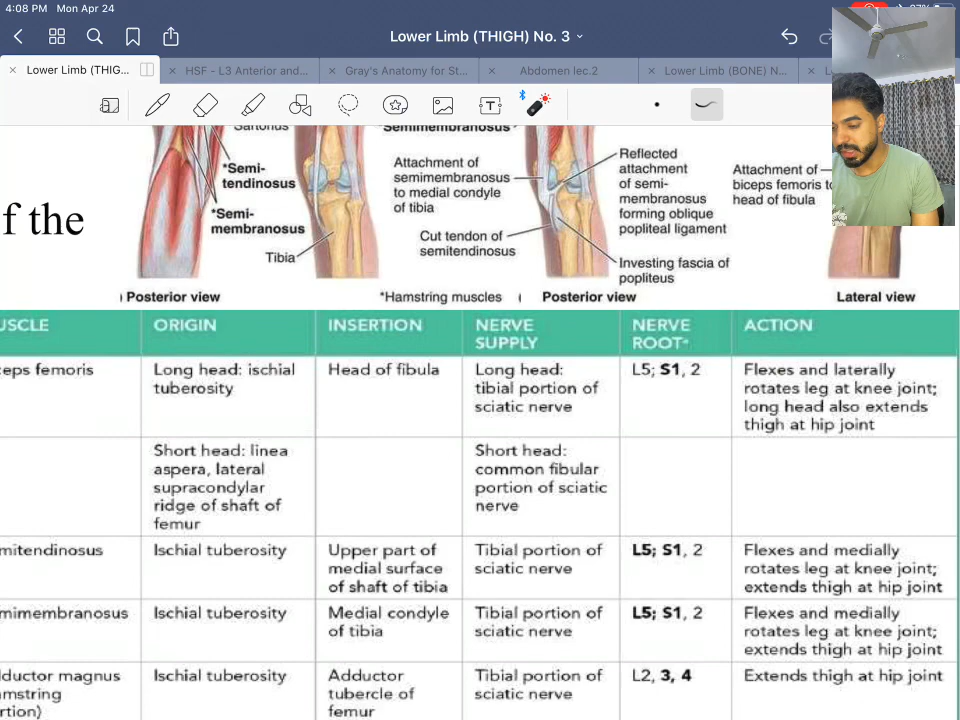 4:08 PM Mon Apr 24
Lower Limb (THIGH) No. 3
Lower Limb (THIG...
HSF - L3 Anterior and...
Gray's Anatomy for St...
Abdomen lec.2
Lower Limb (BONE) N...
Sartorius
*Semi-
tendinosus
*Semi-
membranosus
Tibia
Semimembranosus
Attachment of
semimembranosus
to medial condyle
of tibia
Cut tendon of
semitendinosus
Reflected
attachment
of semi-
membranosus
forming oblique
popliteal ligament
Investing fascia of
popliteus
Attachment of
biceps femoris to
head of fibula
f the
Posterior view
*Hamstring muscles
Posterior view
Lateral view
USCLE ORIGIN INSERTION NERVE SUPPLY NERVE ROOT* ACTION
ceps femoris
Long head: ischial
tuberosity
Head of fibula
Long head:
tibial portion of
sciatic nerve
L5; S1, 2
Flexes and laterally
rotates leg at knee joint;
long head also extends
thigh at hip joint
Short head: linea
aspera, lateral
supracondylar
ridge of shaft of
femur
Short head:
common fibular
portion of sciatic
nerve
mitendinosus
Ischial tuberosity
Upper part of
medial surface
of shaft of tibia
Tibial portion of
sciatic nerve
L5; S1, 2
Flexes and medially
rotates leg at knee joint;
extends thigh at hip joint
mimembranosus
Ischial tuberosity
Medial condyle
of tibia
Tibial portion of
sciatic nerve
L5; S1, 2
Flexes and medially
rotates leg at knee joint;
extends thigh at hip joint
dductor magnus
amstring
rtion)
Ischial tuberosity
Adductor
tubercle of
femur
Tibial portion of
sciatic nerve
L2, 3, 4
Extends thigh at hip joint